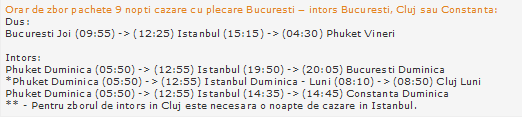 Orar de zbor pachete 9 nopti cazare cu plecare Bucuresti – intors Bucuresti, Cluj sau Constanta:
Dus:
Bucuresti Joi (09:55) -> (12:25) Istanbul (15:15) -> (04:30) Phuket Vineri
Intors:
Phuket Duminica (05:50) -> (12:55) Istanbul (19:50) -> (20:05) Bucuresti Duminica
*Phuket Duminica (05:50) -> (12:55) Istanbul Duminica - Luni (08:10) -> (08:50) Cluj Luni
Phuket Duminica (05:50) -> (12:55) Istanbul (14:35) -> (14:45) Constanta Duminica
** - Pentru zborul de intors in Cluj este necesara o noapte de cazare in Istanbul.